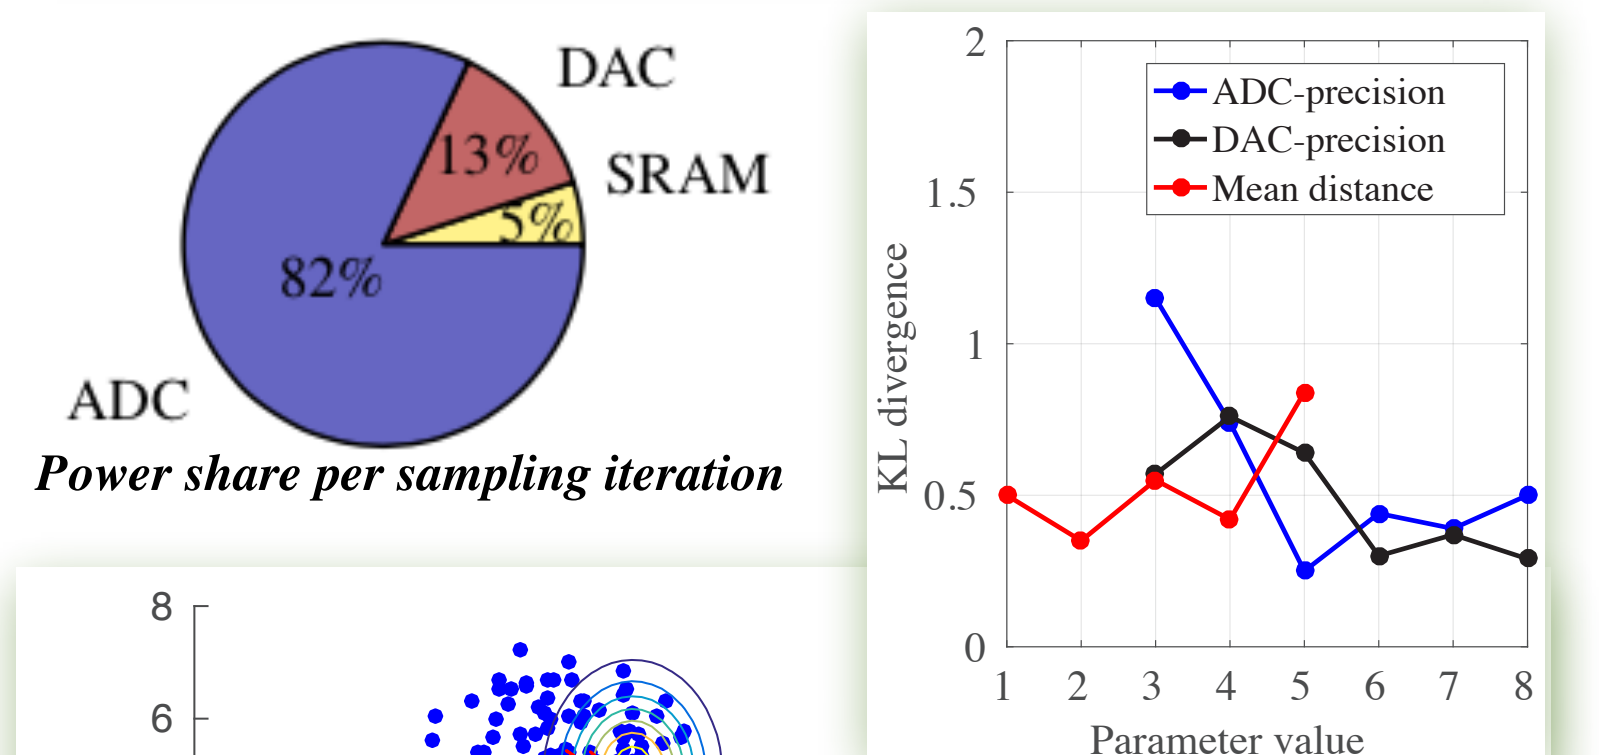 DAC
13%
SRAM
5%
82%
ADC
Power share per sampling iteration
8
6
2
1.5
1
0.5
0
KL divergence
ADC-precision
DAC-precision
Mean distance
1 2 3 4 5 6 7 8
Parameter value